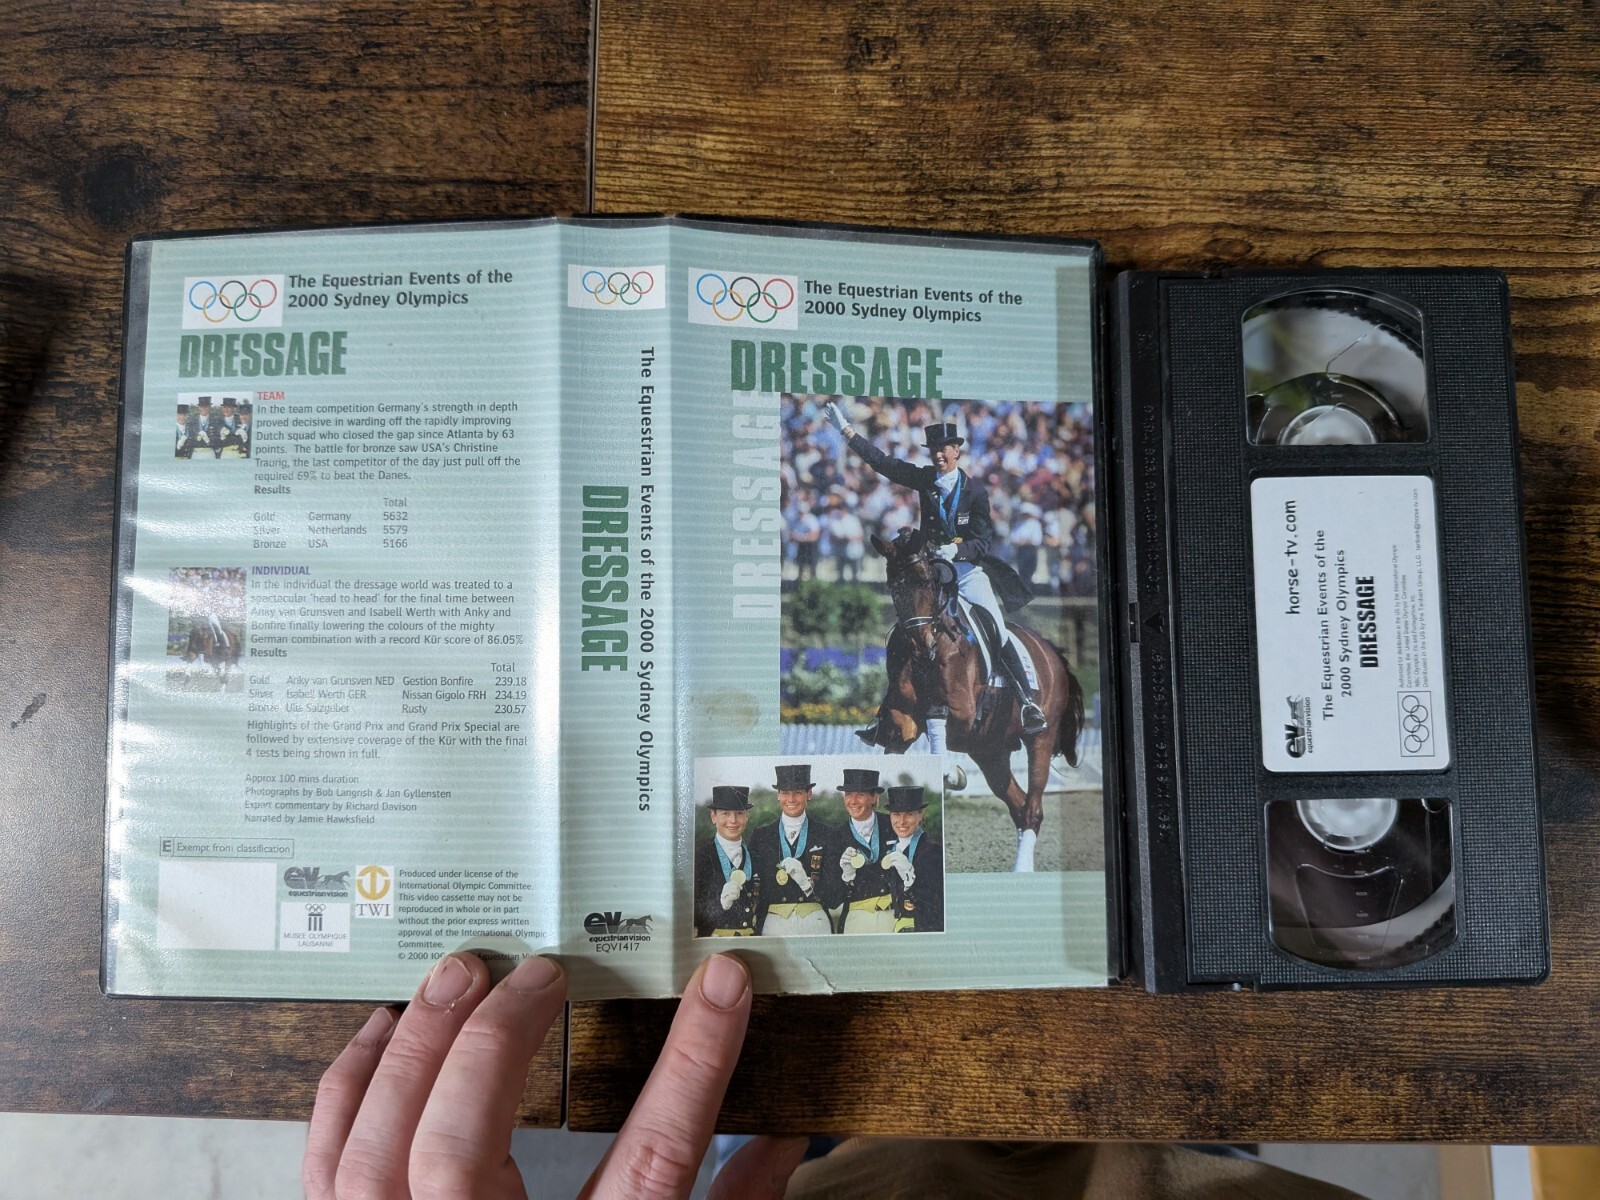 The Equestrian Events of the
2000 Sydney Olympics
DRESSAGE
TEAM
In the team competition Germany's strength in depth
proved decisive in warding off the rapidly improving
Dutch squad who closed the gap since Atlanta by 63
points. The battle for bronze saw USA's Christine
Traurig, the last competitor of the day just pull off the
required 69% to beat the Danes.
Results
Total
Gold Germany 5632
Silver Netherlands 5579
Bronze USA 5166
INDIVIDUAL
In the individual the dressage world was treated to a
spectacular 'head to head' for the final time between
Anky van Grunsven and Isabell Werth with Anky and
Bonfire finally lowering the colours of the mighty
German combination with a record Kür score of 86.05%
Results
Total
Gold Anky van Grunsven NED Gestion Bonfire 239.18
Silver Isabell Werth GER Nissan Gigolo FRH 234.19
Bronze Ulla Salzgeber Rusty 230.57
Highlights of the Grand Prix and Grand Prix Special are
followed by extensive coverage of the Kür with the final
4 tests being shown in full.
Approx 100 mins duration
Photographs by Bob Langrish & Jan Gyllensten
Expert commentary by Richard Davison
Narrated by Jamie Hawksfield
E Exempt from classification
ev
equestrianvision
MUSEE OLYMPIQUE
LAUSANNE
TWI
Produced under license of the
International Olympic Committee.
This video cassette may not be
reproduced in whole or in part
without the prior express written
approval of the International Olympic
Committee.
© 2000 IOC Equestrian
The Equestrian Events of the 2000 Sydney Olympics
DRESSAGE
ev
equestrianvision
EQV1417
The Equestrian Events of the
2000 Sydney Olympics
DRESSAGE
DRESSAGE
horse-tv.com
The Equestrian Events of the
2000 Sydney Olympics
DRESSAGE
ev
equestrianvision